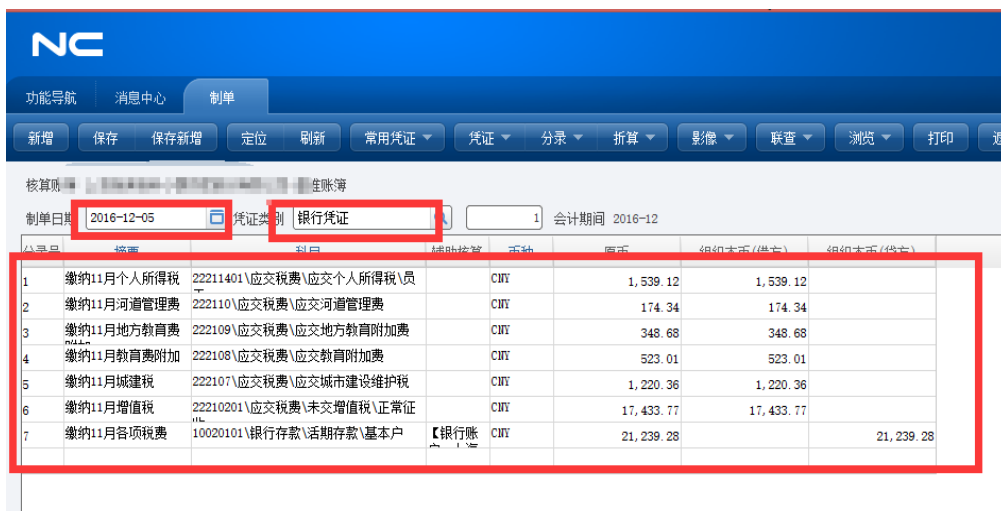 NC
功能导航 消息中心 制单
新增 保存 保存新增 定位 刷新 常用凭证 凭证 分录 折算 影像 联查 浏览 打印
核算账 账簿
制单日期 2016-12-05 凭证类别 银行凭证 1 会计期间 2016-12
分录号 摘要 科目 辅助核算 币种 原币 组织本币(借方) 组织本币(贷方)
1 缴纳11月个人所得税 22211401\应交税费\应交个人所得税\员 CNY 1,539.12 1,539.12
2 缴纳11月河道管理费 222110\应交税费\应交河道管理费 CNY 174.34 174.34
3 缴纳11月地方教育费 222109\应交税费\应交地方教育附加费 CNY 348.68 348.68
4 缴纳11月教育费附加 222108\应交税费\应交教育附加费 CNY 523.01 523.01
5 缴纳11月城建税 222107\应交税费\应交城市建设维护税 CNY 1,220.36 1,220.36
6 缴纳11月增值税 22210201\应交税费\未交增值税\正常征 CNY 17,433.77 17,433.77
7 缴纳11月各项税费 10020101\银行存款\活期存款\基本户 【银行账 CNY 21,239.28 21,239.28